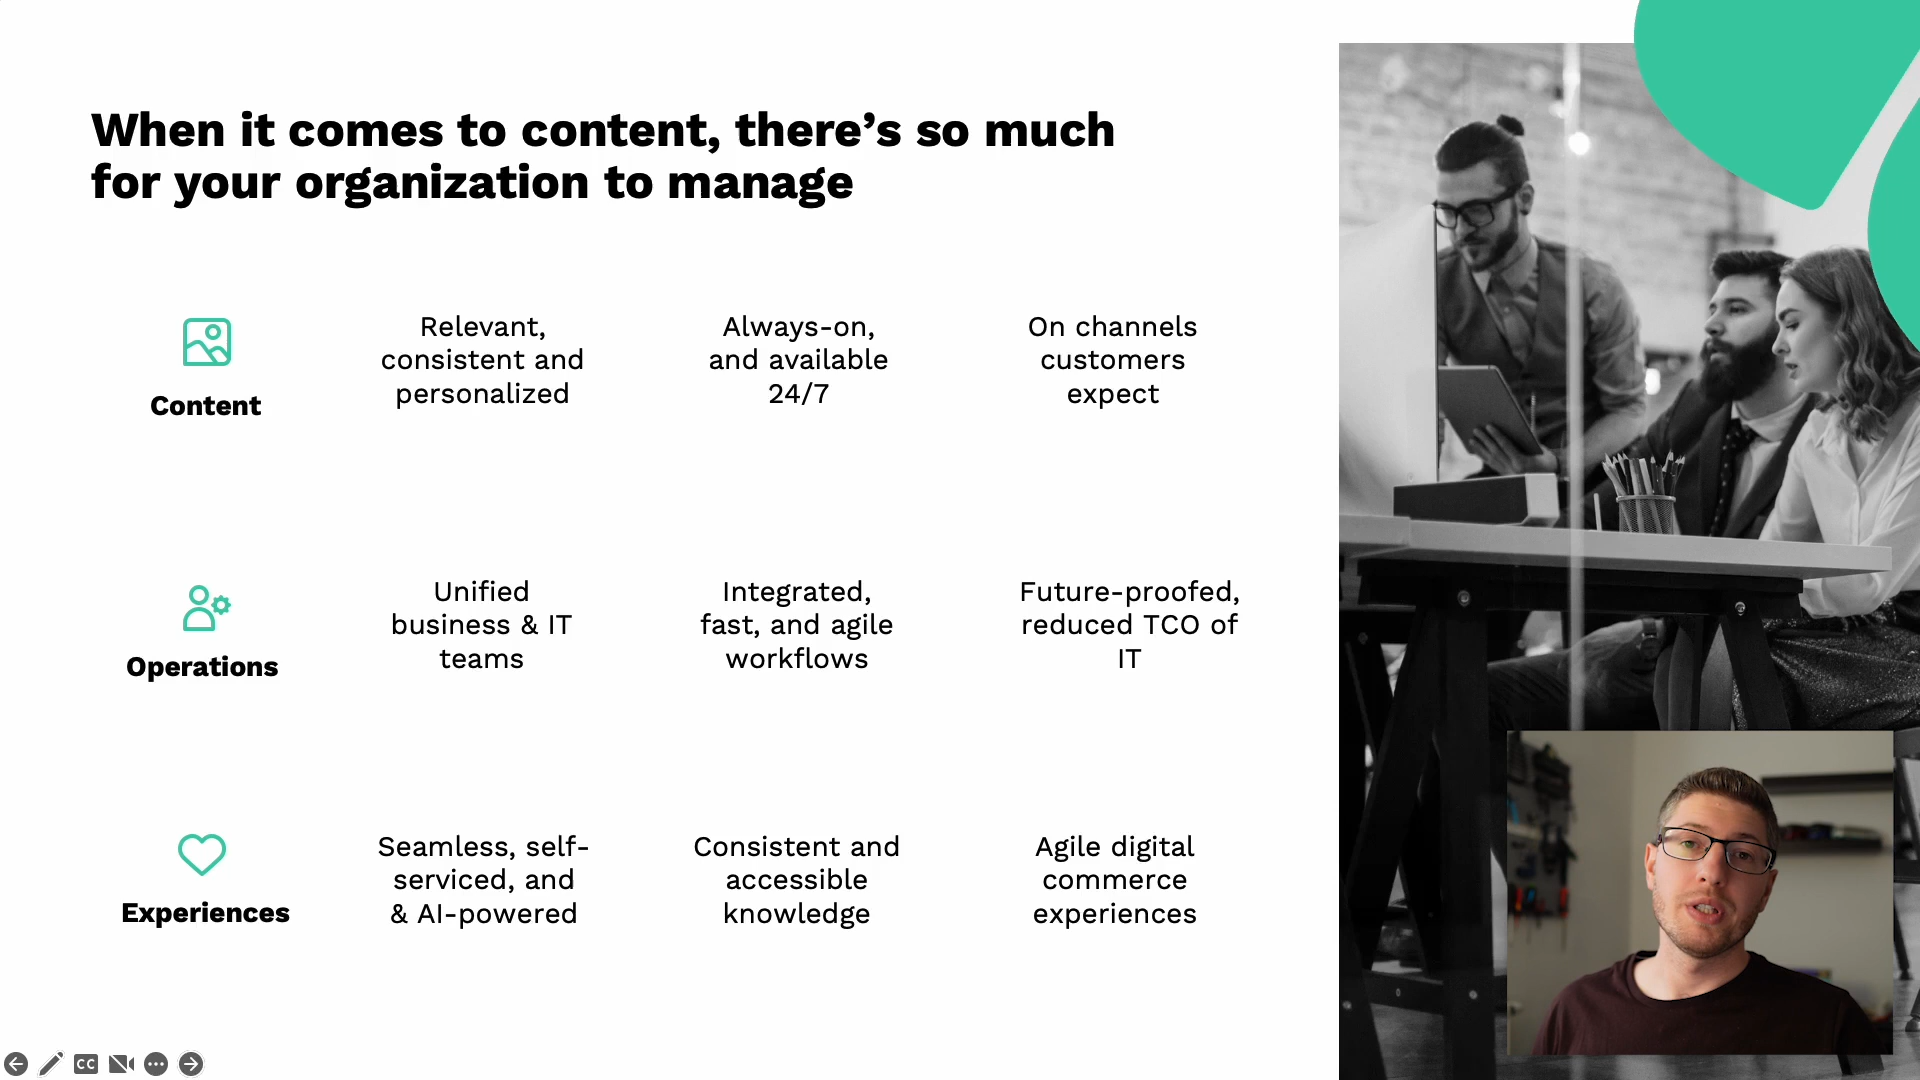 When it comes to content, there’s so much
for your organization to manage
Content
Relevant,
consistent and
personalized
Always-on,
and available
24/7
On channels
customers
expect
Operations
Unified
business & IT
teams
Integrated,
fast, and agile
workflows
Future-proofed,
reduced TCO of
IT
Experiences
Seamless, self-
serviced, and
& AI-powered
Consistent and
accessible
knowledge
Agile digital
commerce
experiences
CC